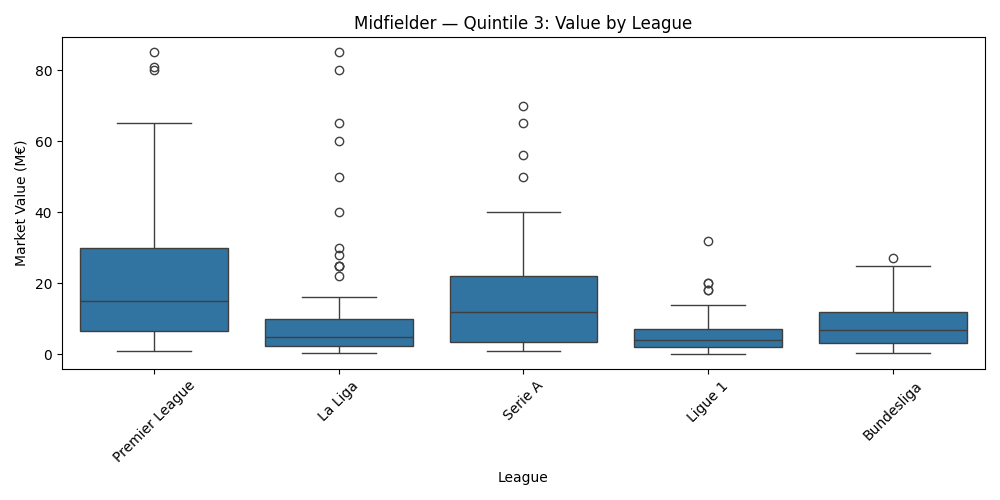 Midfielder — Quintile 3: Value by League
Market Value (M€)
80
60
40
20
0
Premier League
La Liga
Serie A
Ligue 1
Bundesliga
League